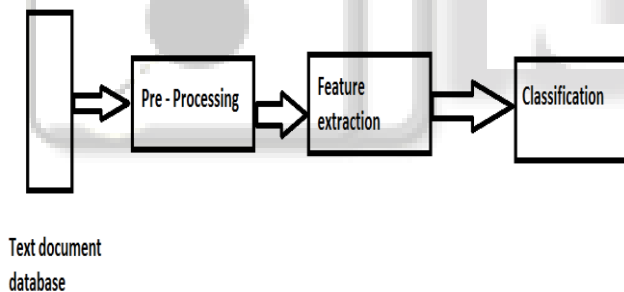 Pre - Processing
Feature
extraction
Classification
Text document
database